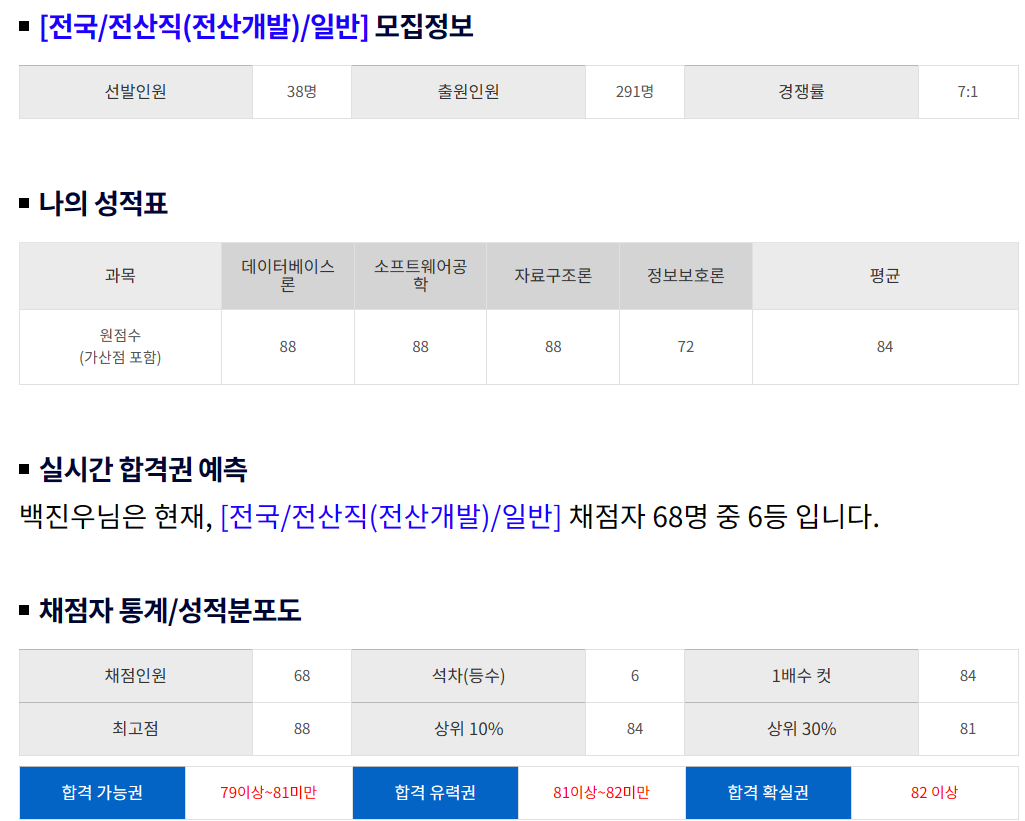 [전국/전산직(전산개발)/일반] 모집정보
선발인원 38명 출원인원 291명 경쟁률 7:1
나의 성적표
과목 데이터베이스론 소프트웨어공학 자료구조론 정보보호론 평균
원점수
(가산점 포함) 88 88 88 72 84
실시간 합격권 예측
백진우님은 현재, [전국/전산직(전산개발)/일반] 채점자 68명 중 6등 입니다.
채점자 통계/성적분포도
채점인원 68 석차(등수) 6 1배수 컷 84
최고점 88 상위 10% 84 상위 30% 81
합격 가능권 79이상~81미만 합격 유력권 81이상~82미만 합격 확실권 82 이상